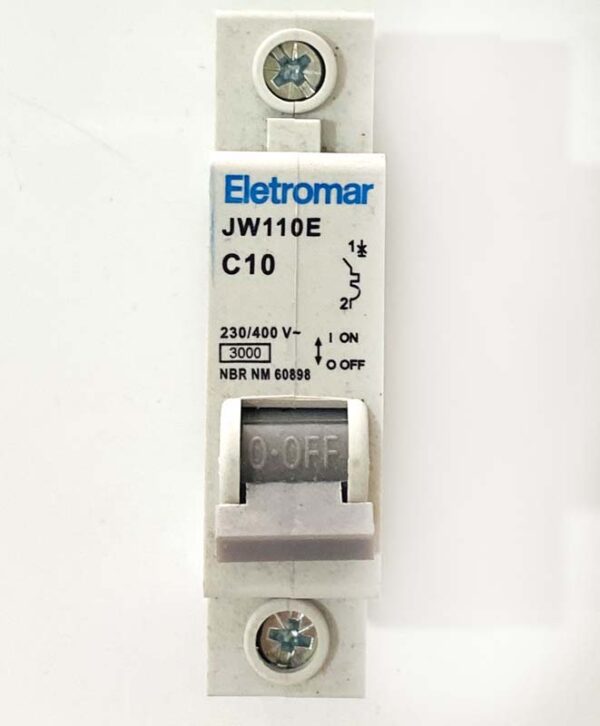 Eletromar
JW110E
C10
1
2
230/400 V~
3000
NBR NM 60898
I ON
O OFF
O·OFF